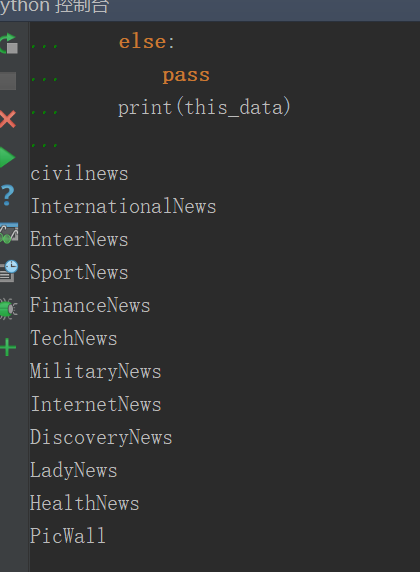 ython 控制台
... else:
... pass
... print(this_data)
...
civilnews
InternationalNews
EnterNews
SportNews
FinanceNews
TechNews
MilitaryNews
InternetNews
DiscoveryNews
LadyNews
HealthNews
PicWall